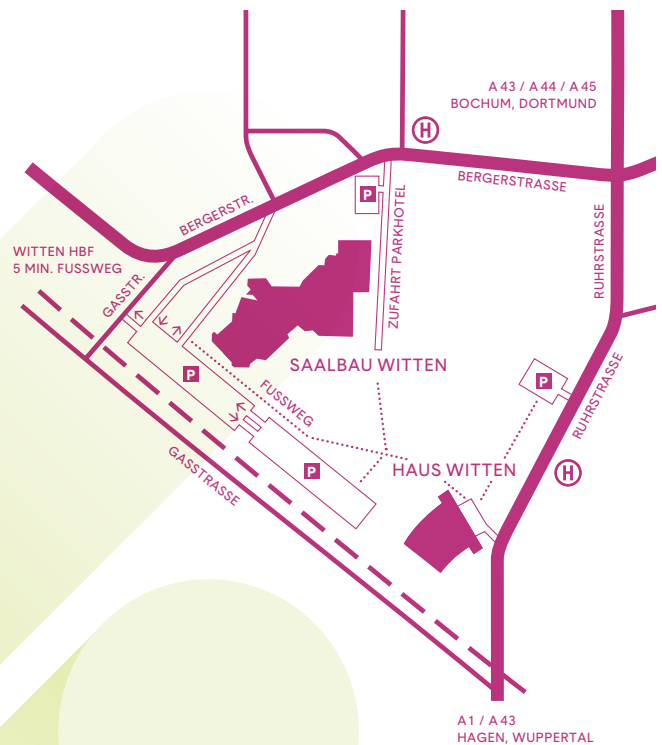 A 43 / A 44 / A 45
BOCHUM, DORTMUND
H
BERGERSTRASSE
P
BERGERSTR.
ZUFAHRT PARKHOTEL
RUHRSTRASSE
WITTEN HBF
5 MIN. FUSSWEG
GASSTR.
SAALBAU WITTEN
P
P
RUHRSTRASSE
FUSSWEG
GASSTRASSE
P
HAUS WITTEN
H
A 1 / A 43
HAGEN, WUPPERTAL